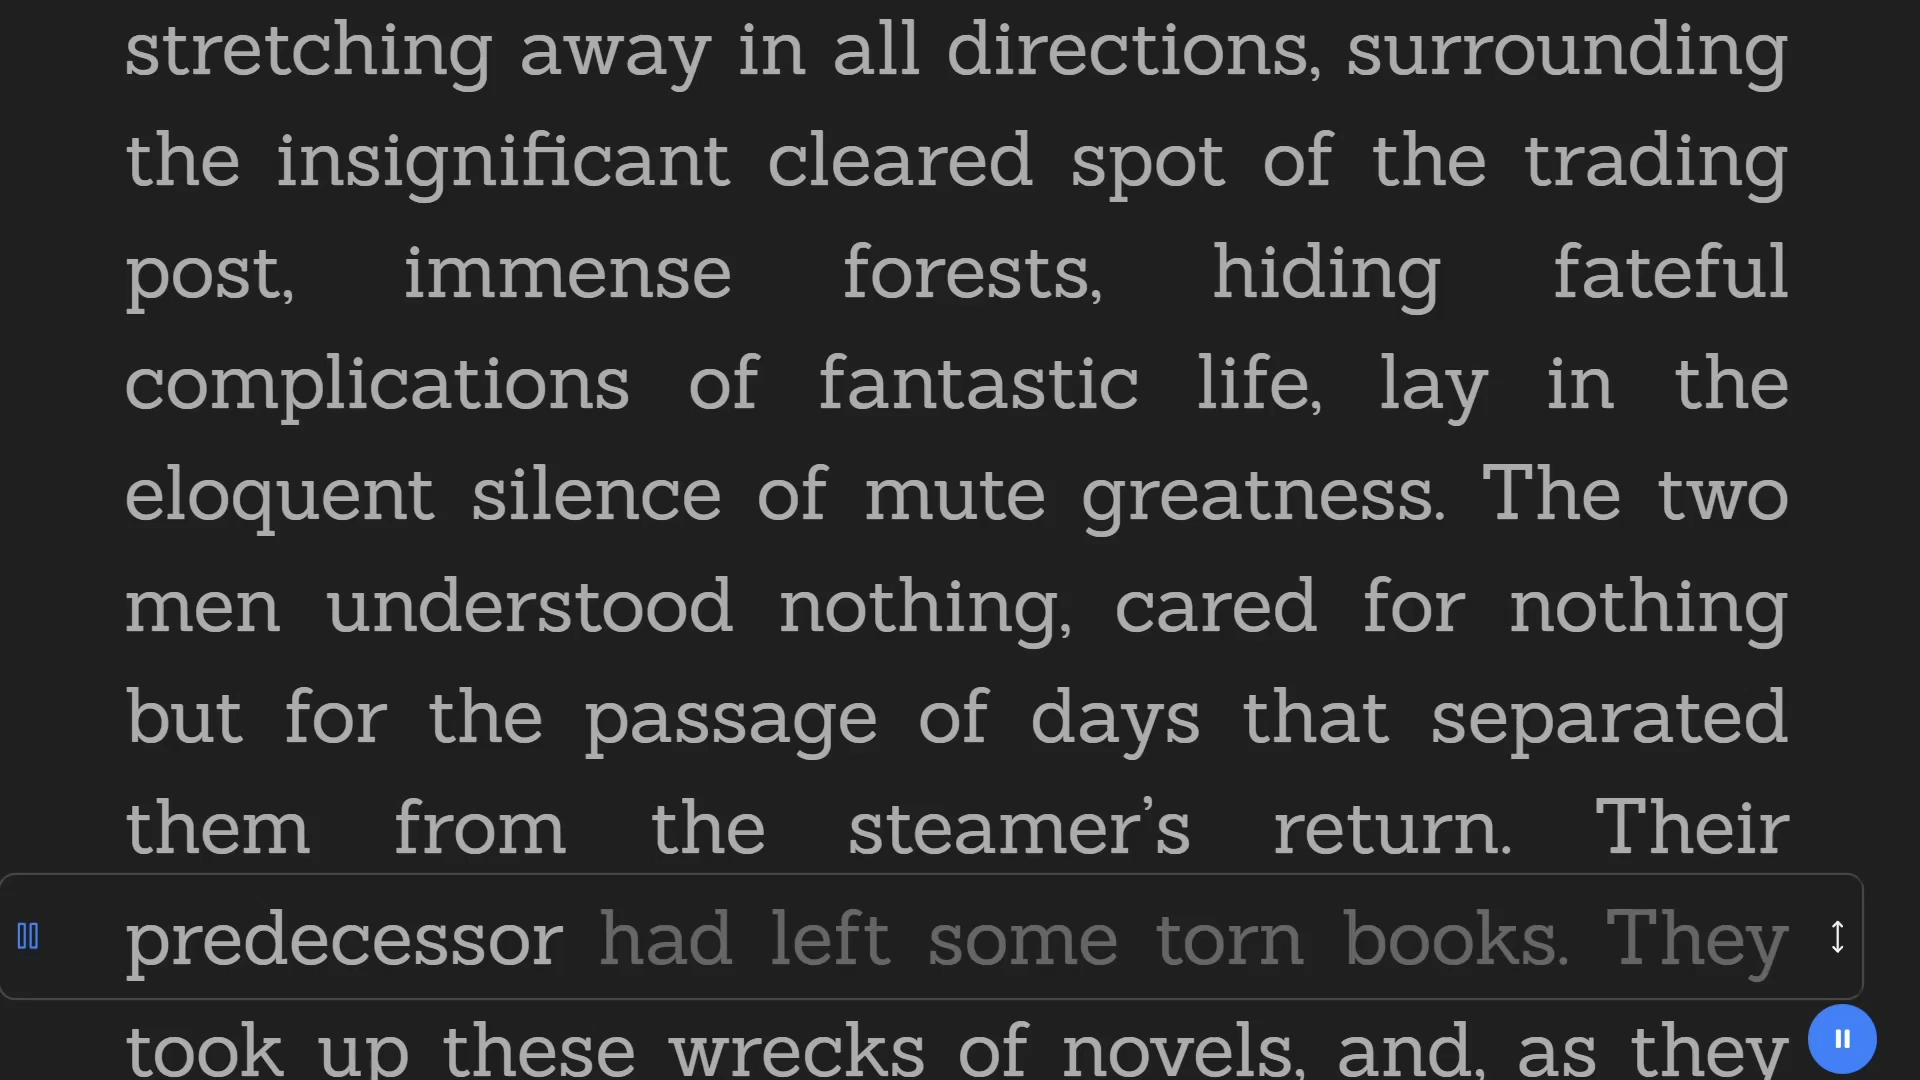 stretching away in all directions, surrounding
the insignificant cleared spot of the trading
post, immense forests, hiding fateful
complications of fantastic life, lay in the
eloquent silence of mute greatness. The two
men understood nothing, cared for nothing
but for the passage of days that separated
them from the steamer’s return. Their
predecessor had left some torn books. They
took up these wrecks of novels, and, as they